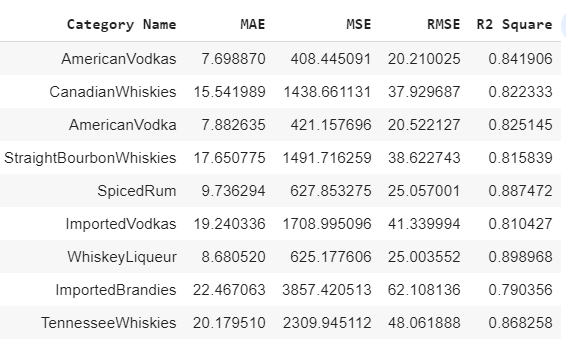 Category Name MAE MSE RMSE R2 Square
AmericanVodkas 7.698870 408.445091 20.210025 0.841906
CanadianWhiskies 15.541989 1438.661131 37.929687 0.822333
AmericanVodka 7.882635 421.157696 20.522127 0.825145
StraightBourbonWhiskies 17.650775 1491.716259 38.622743 0.815839
SpicedRum 9.736294 627.853275 25.057001 0.887472
ImportedVodkas 19.240336 1708.995096 41.339994 0.810427
WhiskeyLiqueur 8.680520 625.177606 25.003552 0.898968
ImportedBrandies 22.467063 3857.420513 62.108136 0.790356
TennesseeWhiskies 20.179510 2309.945112 48.061888 0.868258